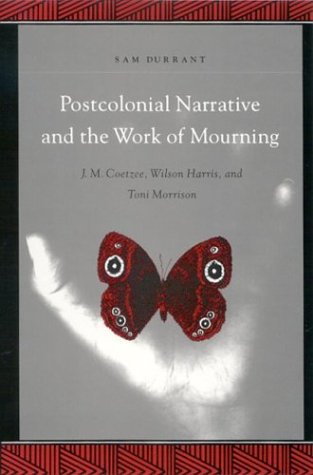 SAM DURRANT
Postcolonial Narrative
and the Work of Mourning
J. M. Coetzee, Wilson Harris, and
Toni Morrison